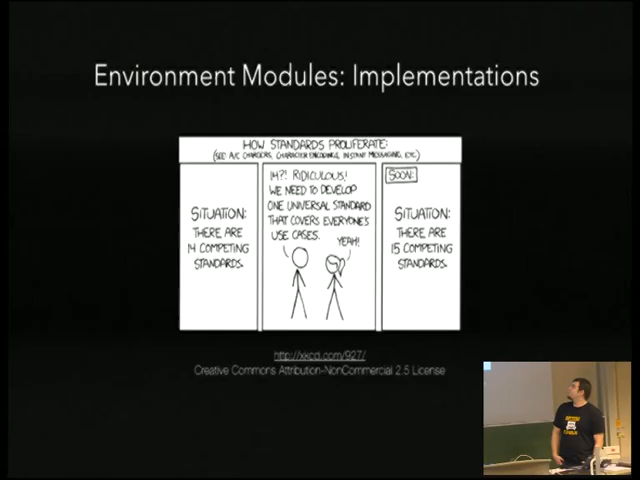 Environment Modules: Implementations
HOW STANDARDS PROLIFERATE:
(SEE: A/C CHARGERS, CHARACTER ENCODINGS, INSTANT MESSAGING, ETC.)
SITUATION:
THERE ARE
14 COMPETING
STANDARDS.
14?! RIDICULOUS!
WE NEED TO DEVELOP
ONE UNIVERSAL STANDARD
THAT COVERS EVERYONE'S
USE CASES.
YEAH!
SOON:
SITUATION:
THERE ARE
15 COMPETING
STANDARDS.
http://xkcd.com/927/
Creative Commons Attribution-NonCommercial 2.5 License